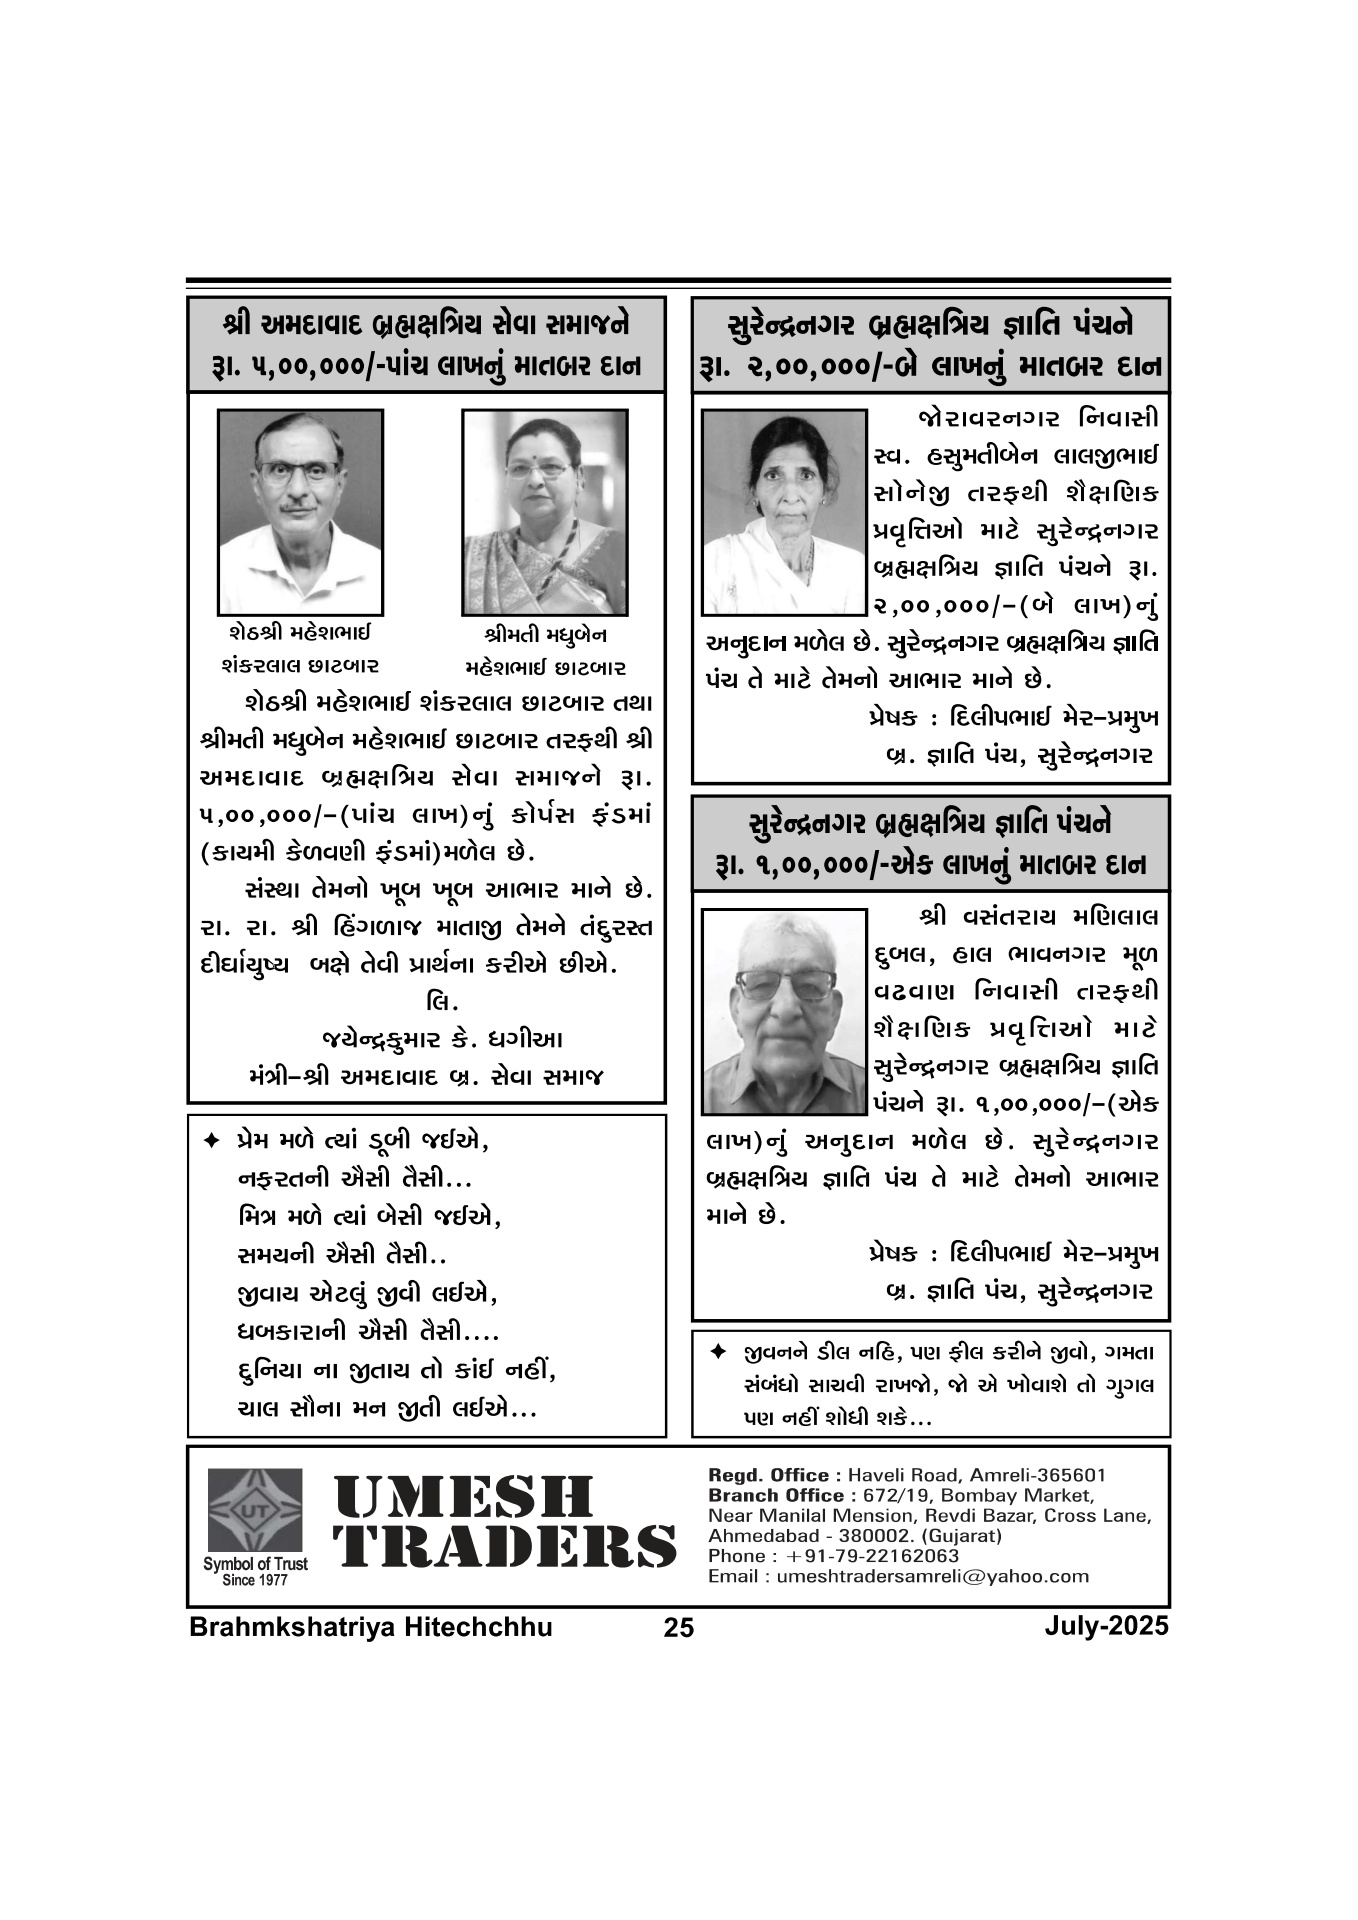 શ્રી અમદાવાદ બ્રહ્મક્ષત્રિય સેવા સમાજને
રૂા. ૫,૦૦,૦૦૦/-પાંચ લાખનું માતબર દાન
શેઠશ્રી મહેશભાઈ
શંકરલાલ છાટબાર
શ્રીમતી મધુબેન
મહેશભાઈ છાટબાર
શેઠશ્રી મહેશભાઈ શંકરલાલ છાટબાર તથા
શ્રીમતી મધુબેન મહેશભાઈ છાટબાર તરફથી શ્રી
અમદાવાદ બ્રહ્મક્ષત્રિય સેવા સમાજને રૂા.
૫,૦૦,૦૦૦/–(પાંચ લાખ)નું કોર્પસ ફંડમાં
(કાયમી કેળવણી ફંડમાં)મળેલ છે.
સંસ્થા તેમનો ખૂબ ખૂબ આભાર માને છે.
રા. રા. શ્રી હિંગળાજ માતાજી તેમને તંદુરસ્ત
દીર્ઘાયુષ્ય બક્ષે તેવી પ્રાર્થના કરીએ છીએ.
લિ.
જયેન્દ્રકુમાર કે. ધગીઆ
મંત્રી–શ્રી અમદાવાદ બ્ર. સેવા સમાજ
✦ પ્રેમ મળે ત્યાં ડૂબી જઈએ,
નફરતની ઐસી તૈસી...
મિત્ર મળે ત્યાં બેસી જઈએ,
સમયની ઐસી તૈસી..
જીવાય એટલું જીવી લઈએ,
ધબકારાની ઐસી તૈસી....
દુનિયા ના જીતાય તો કાંઈ નહીં,
ચાલ સૌના મન જીતી લઈએ...
સુરેન્દ્રનગર બ્રહ્મક્ષત્રિય જ્ઞાતિ પંચને
રૂા. ૨,૦૦,૦૦૦/-બે લાખનું માતબર દાન
જોરાવરનગર નિવાસી
સ્વ. હસુમતીબેન લાલજીભાઈ
સોનેજી તરફથી શૈક્ષણિક
પ્રવૃત્તિઓ માટે સુરેન્દ્રનગર
બ્રહ્મક્ષત્રિય જ્ઞાતિ પંચને રૂા.
૨,૦૦,૦૦૦/–(બે લાખ)નું
અનુદાન મળેલ છે. સુરેન્દ્રનગર બ્રહ્મક્ષત્રિય જ્ઞાતિ
પંચ તે માટે તેમનો આભાર માને છે.
પ્રેષક : દિલીપભાઈ મેર–પ્રમુખ
બ્ર. જ્ઞાતિ પંચ, સુરેન્દ્રનગર
સુરેન્દ્રનગર બ્રહ્મક્ષત્રિય જ્ઞાતિ પંચને
રૂા. ૧,૦૦,૦૦૦/-એક લાખનું માતબર દાન
શ્રી વસંતરાય મણિલાલ
દુબલ, હાલ ભાવનગર મૂળ
વઢવાણ નિવાસી તરફથી
શૈક્ષણિક પ્રવૃત્તિઓ માટે
સુરેન્દ્રનગર બ્રહ્મક્ષત્રિય જ્ઞાતિ
પંચને રૂા. ૧,૦૦,૦૦૦/–(એક
લાખ)નું અનુદાન મળેલ છે. સુરેન્દ્રનગર
બ્રહ્મક્ષત્રિય જ્ઞાતિ પંચ તે માટે તેમનો આભાર
માને છે.
પ્રેષક : દિલીપભાઈ મેર–પ્રમુખ
બ્ર. જ્ઞાતિ પંચ, સુરેન્દ્રનગર
✦ જીવનને ડીલ નહિ, પણ ફીલ કરીને જીવો, ગમતા
સંબંધો સાચવી રાખજો, જો એ ખોવાશે તો ગુગલ
પણ નહીં શોધી શકે...
UT
Symbol of Trust
Since 1977
UMESH
TRADERS
Regd. Office : Haveli Road, Amreli-365601
Branch Office : 672/19, Bombay Market,
Near Manilal Mension, Revdi Bazar, Cross Lane,
Ahmedabad - 380002. (Gujarat)
Phone : +91-79-22162063
Email : umeshtradersamreli@yahoo.com
Brahmkshatriya Hitechchhu 25 July-2025